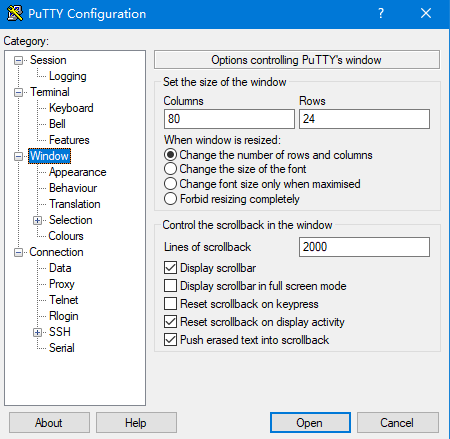 PuTTY Configuration
?
Category:
Session
Logging
Terminal
Keyboard
Bell
Features
Window
Appearance
Behaviour
Translation
Selection
Colours
Connection
Data
Proxy
Telnet
Rlogin
SSH
Serial
Options controlling PuTTY's window
Set the size of the window
Columns Rows
80 24
When window is resized:
Change the number of rows and columns
Change the size of the font
Change font size only when maximised
Forbid resizing completely
Control the scrollback in the window
Lines of scrollback 2000
Display scrollbar
Display scrollbar in full screen mode
Reset scrollback on keypress
Reset scrollback on display activity
Push erased text into scrollback
About Help Open Cancel